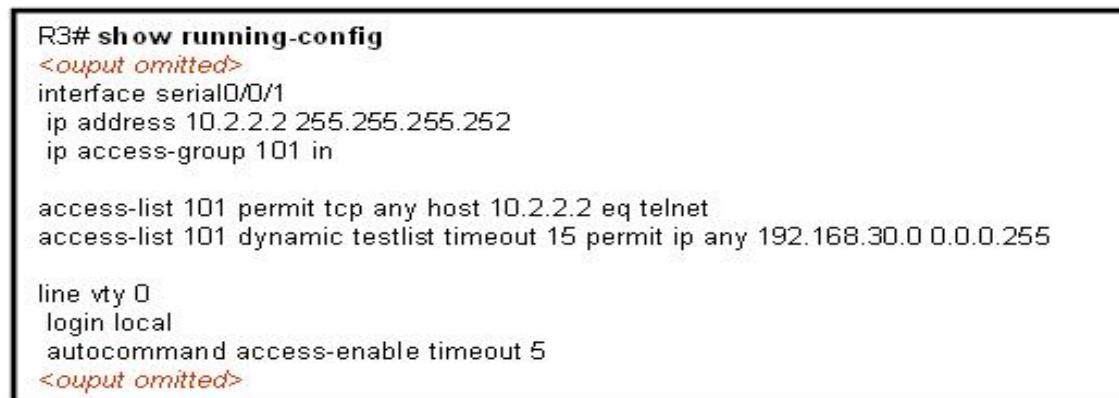 R3# show running-config
<ouput omitted>
interface serial0/0/1
ip address 10.2.2.2 255.255.255.252
ip access-group 101 in
access-list 101 permit tcp any host 10.2.2.2 eq telnet
access-list 101 dynamic testlist timeout 15 permit ip any 192.168.30.0 0.0.0.255
line vty 0
login local
autocommand access-enable timeout 5
<ouput omitted>